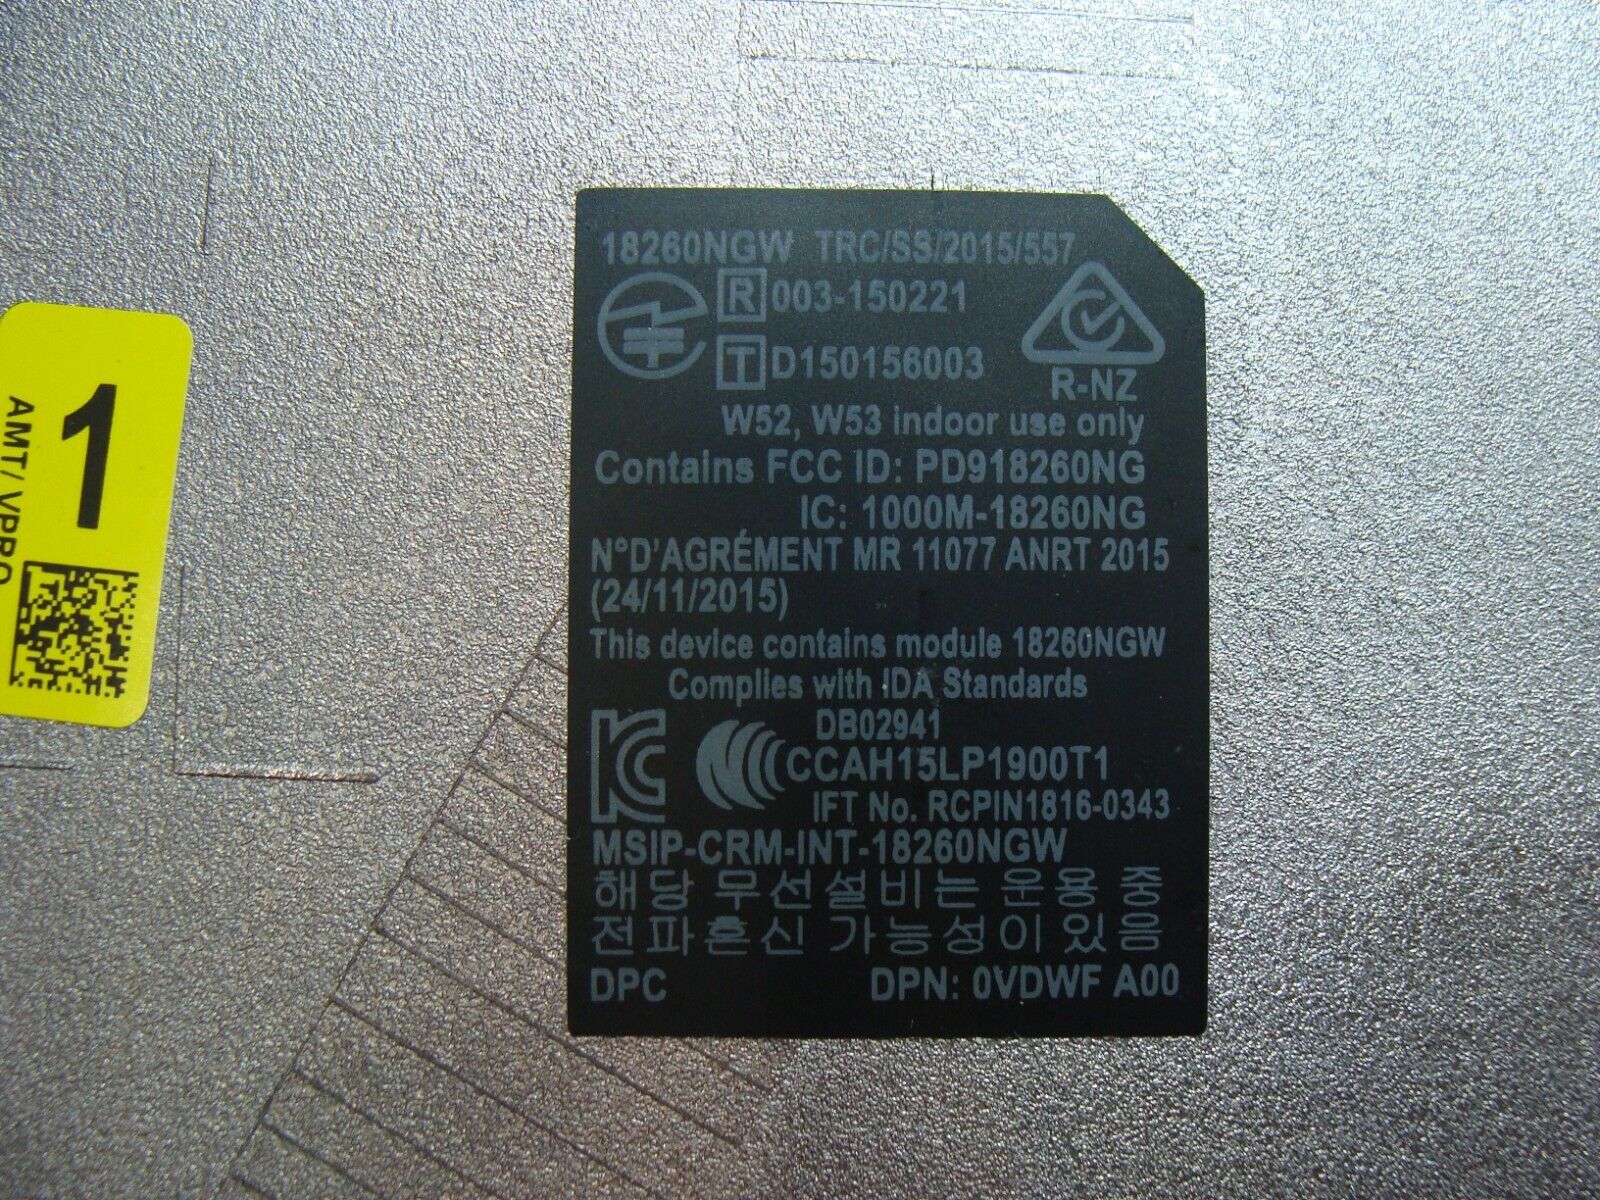 18260NGW TRC/SS/2015/557
R 003-150221
T D150156003
R-NZ
W52, W53 indoor use only
Contains FCC ID: PD918260NG
IC: 1000M-18260NG
N°D'AGRÉMENT MR 11077 ANRT 2015
(24/11/2015)
This device contains module 18260NGW
Complies with IDA Standards
DB02941
CCAH15LP1900T1
IFT No. RCPIN1816-0343
MSIP-CRM-INT-18260NGW
해당 무선설비는 운용 중
전파혼신 가능성이 있음
DPC DPN: 0VDWF A00
1
AMT/ VPRO